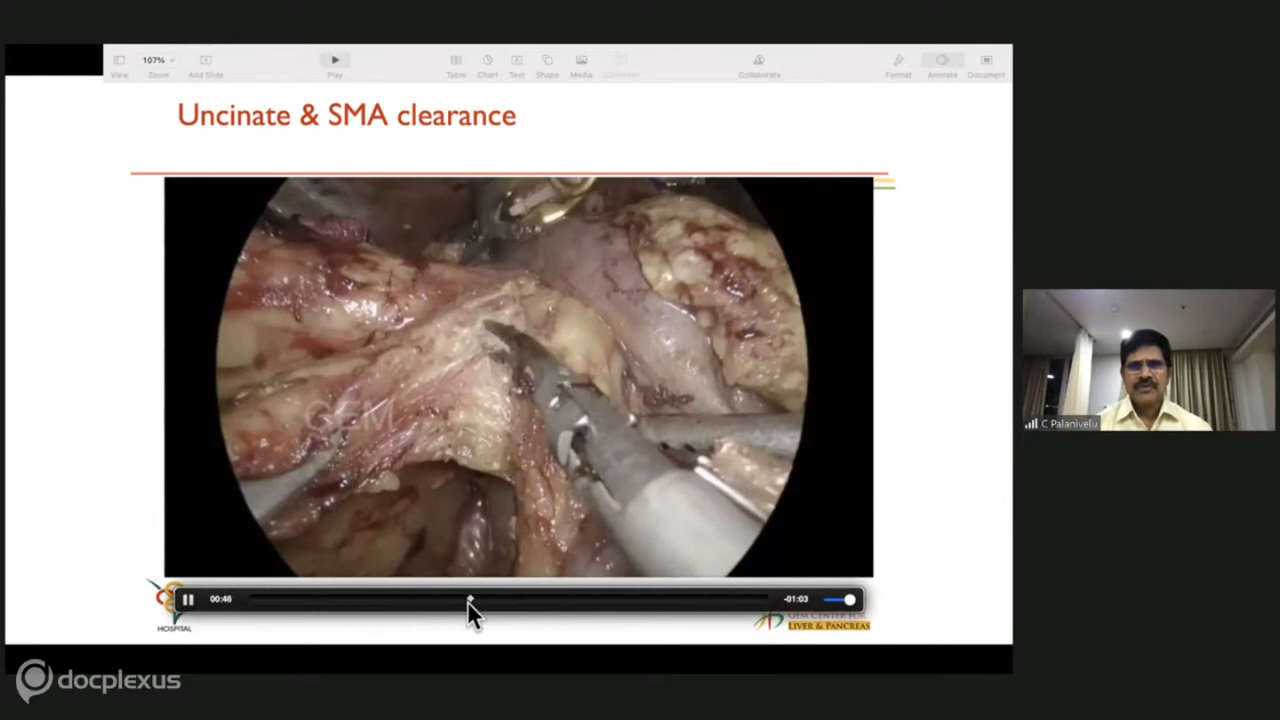 107%
View Zoom Add Slide Play Table Chart Text Shape Media Comment Collaborate Format Animate Document
Uncinate & SMA clearance
GEM
C Palanivelu
00:46 -01:03
HOSPITAL
GEM CENTER FOR
LIVER & PANCREAS
docplexus